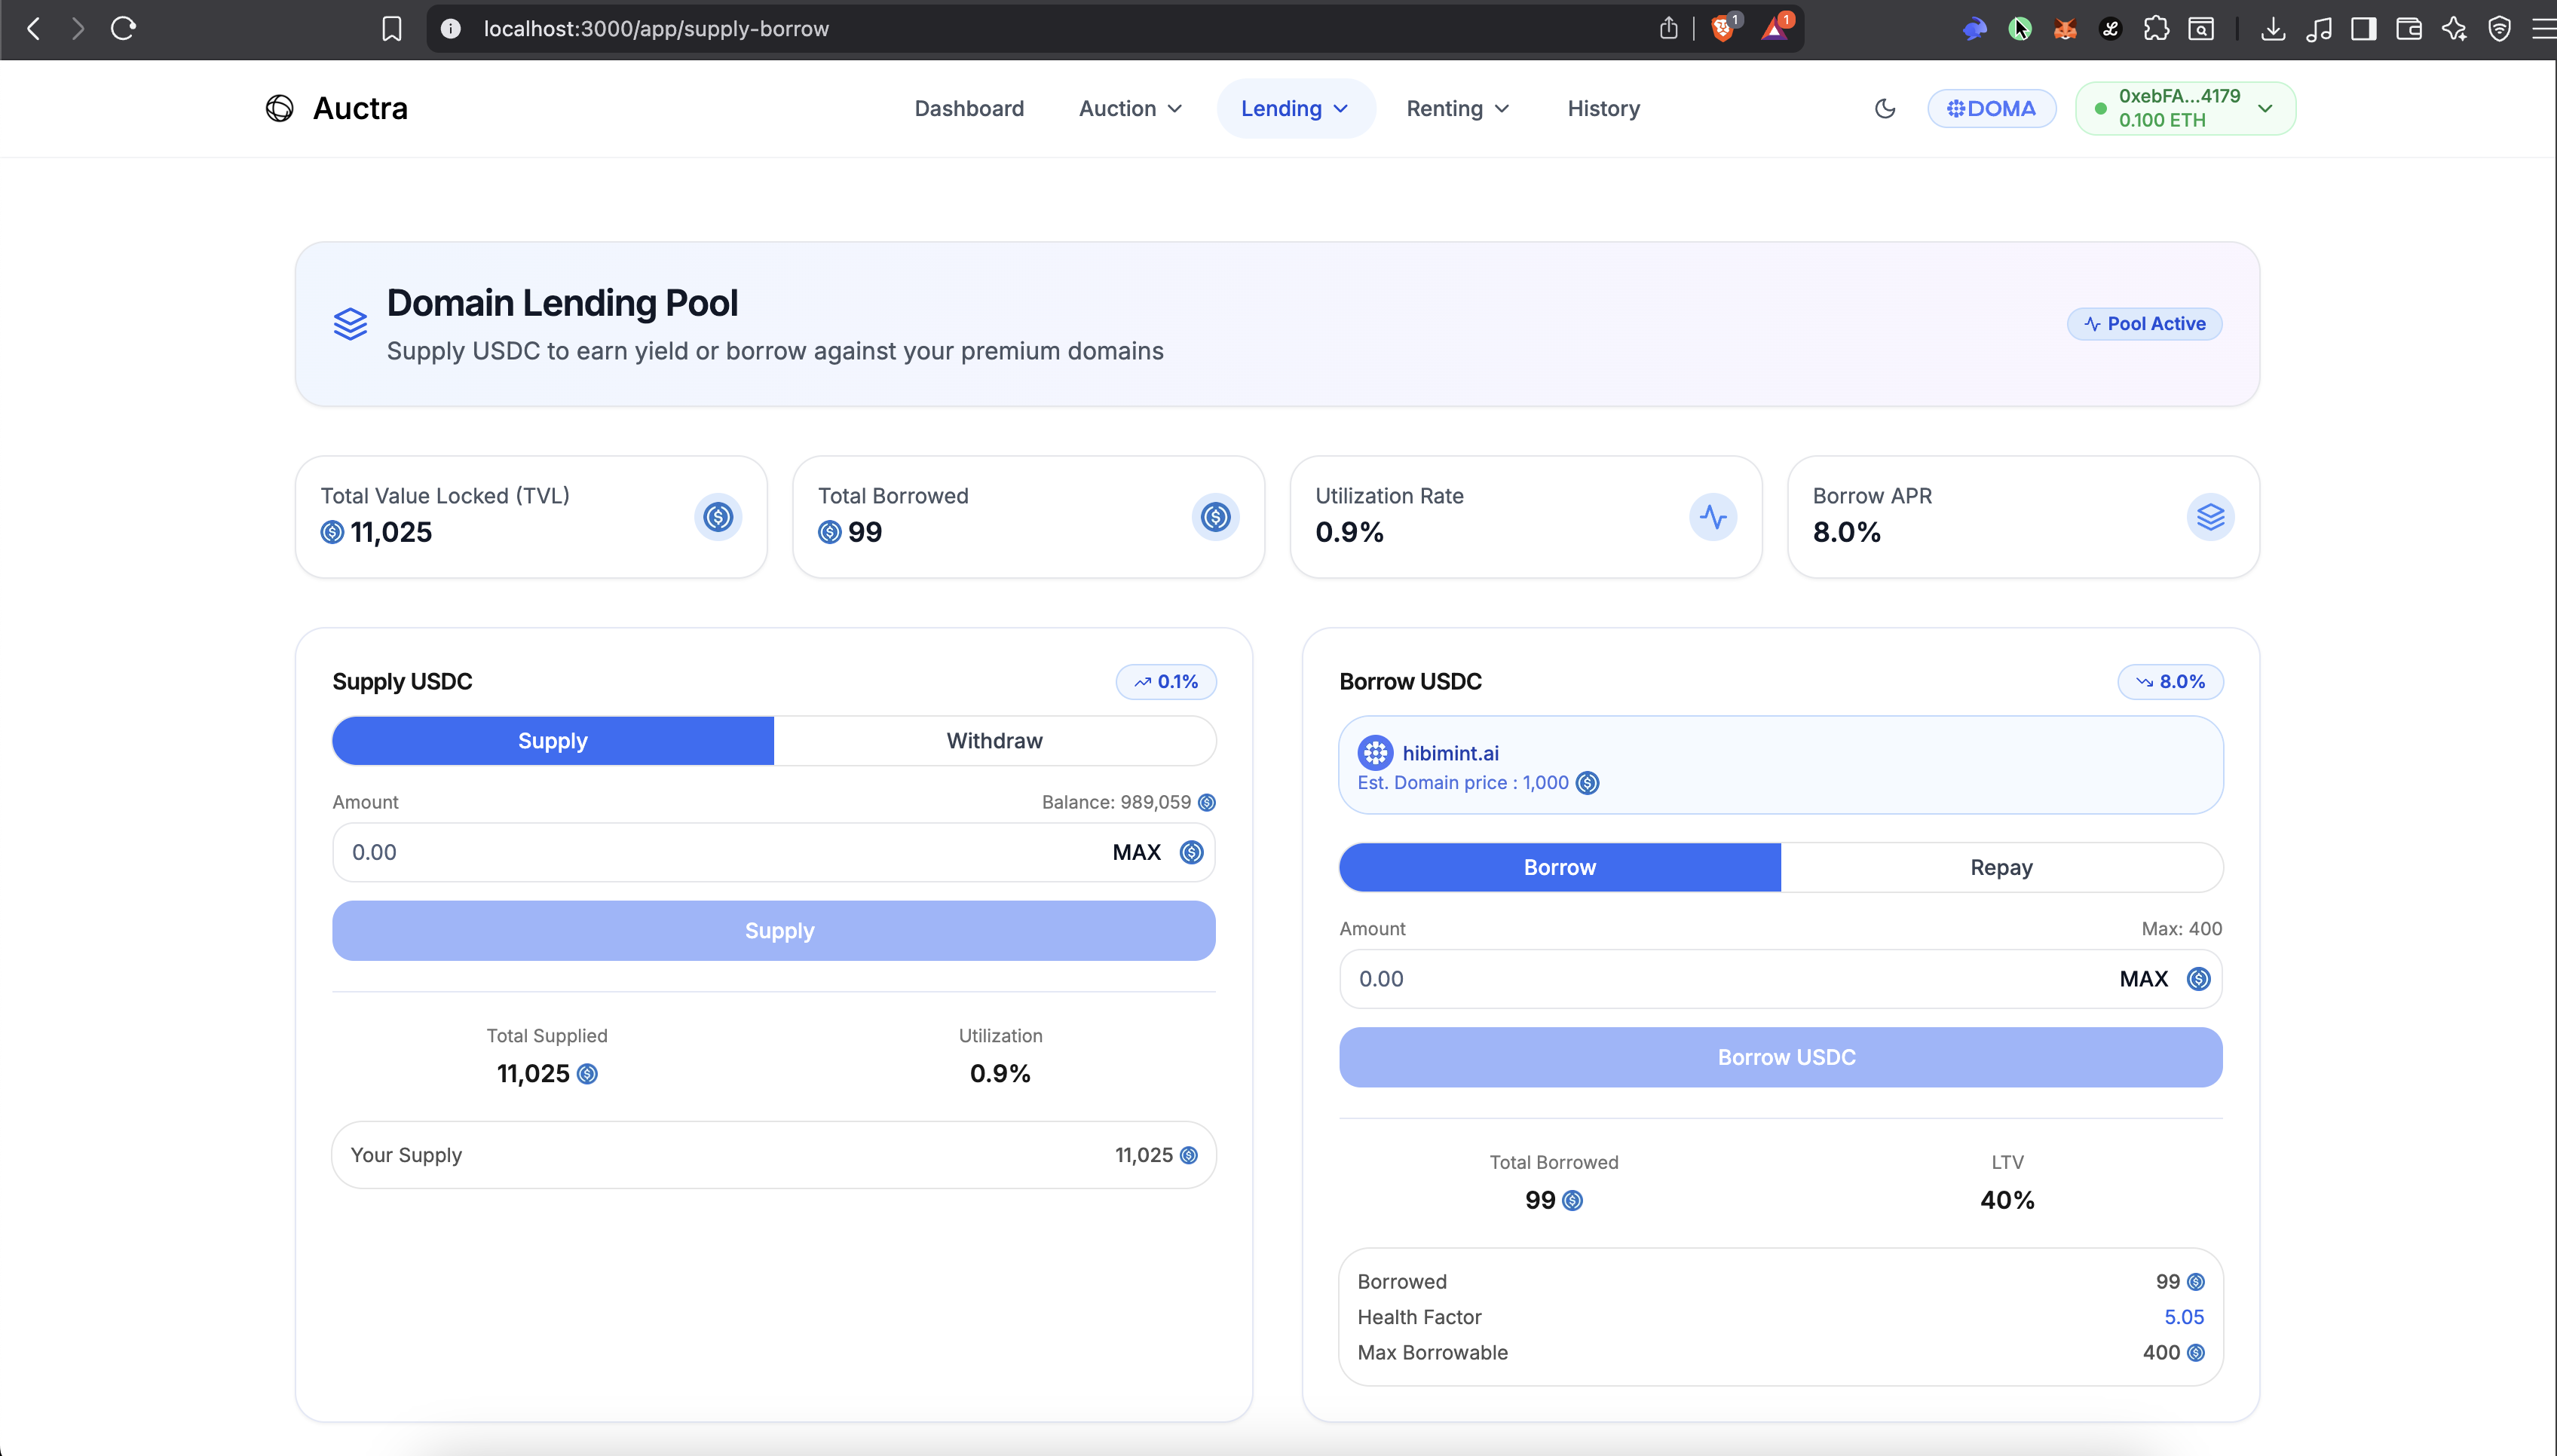 localhost:3000/app/supply-borrow
1
1
Auctra
Dashboard
Auction
Lending
Renting
History
DOMA
0xebFA...4179
0.100 ETH
Domain Lending Pool
Supply USDC to earn yield or borrow against your premium domains
Pool Active
Total Value Locked (TVL)
11,025
Total Borrowed
99
Utilization Rate
0.9%
Borrow APR
8.0%
Supply USDC
0.1%
Supply
Withdraw
Amount
Balance: 989,059
0.00
MAX
Supply
Total Supplied
Utilization
11,025
0.9%
Your Supply
11,025
Borrow USDC
8.0%
hibimint.ai
Est. Domain price : 1,000
Borrow
Repay
Amount
Max: 400
0.00
MAX
Borrow USDC
Total Borrowed
LTV
99
40%
Borrowed
99
Health Factor
5.05
Max Borrowable
400